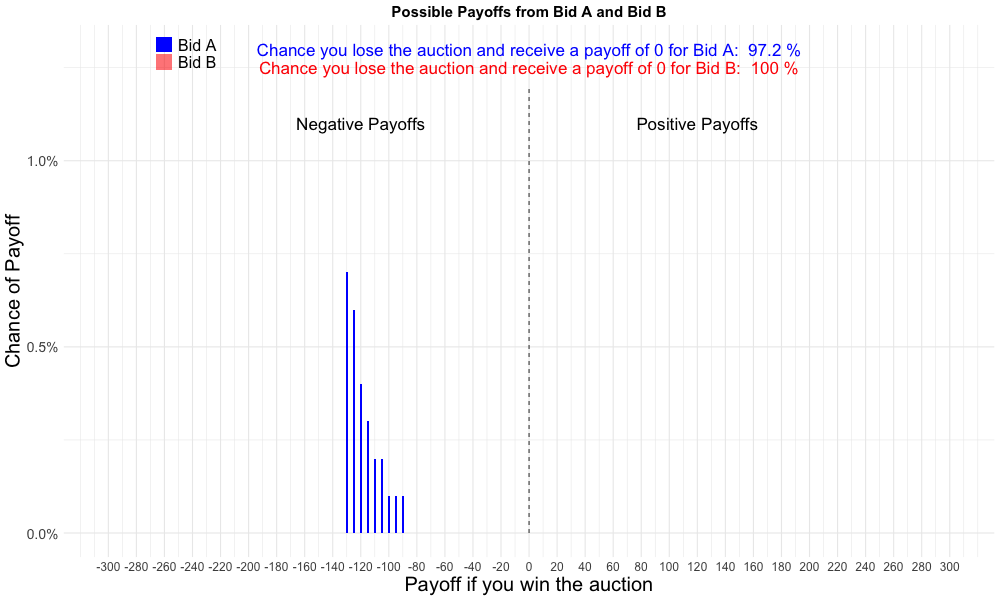 Possible Payoffs from Bid A and Bid B
Bid A
Bid B
Chance you lose the auction and receive a payoff of 0 for Bid A:  97.2 %
Chance you lose the auction and receive a payoff of 0 for Bid B:  100 %
Negative Payoffs
Positive Payoffs
Chance of Payoff
1.0%
0.5%
0.0%
-300 -280 -260 -240 -220 -200 -180 -160 -140 -120 -100 -80 -60 -40 -20 0 20 40 60 80 100 120 140 160 180 200 220 240 260 280 300
Payoff if you win the auction